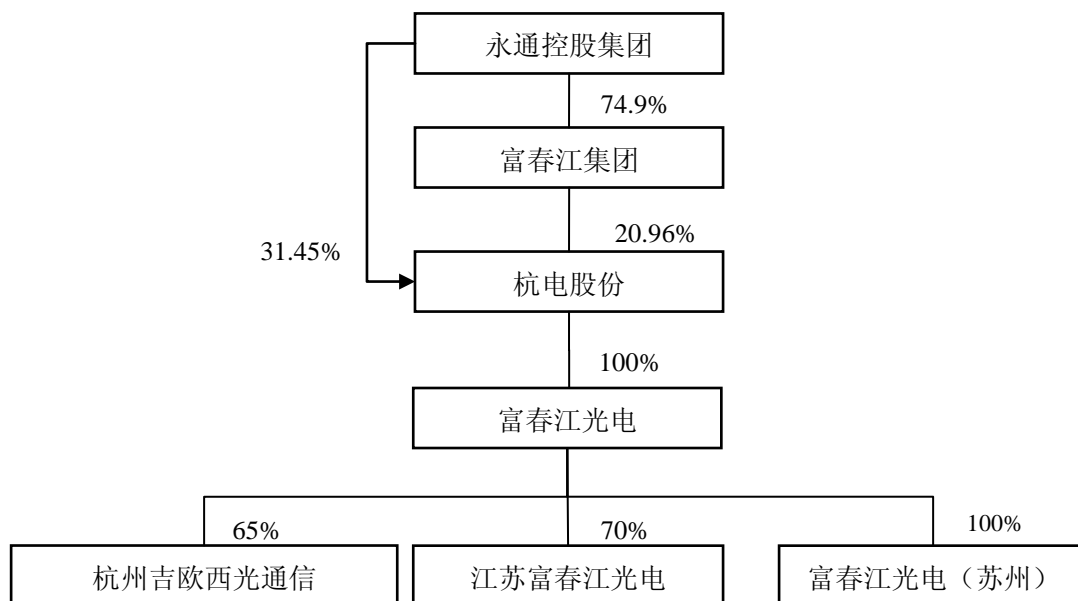 永通控股集团
74.9%
富春江集团
31.45%
20.96%
杭电股份
100%
富春江光电
65%
70%
100%
杭州吉欧西光通信
江苏富春江光电
富春江光电（苏州）